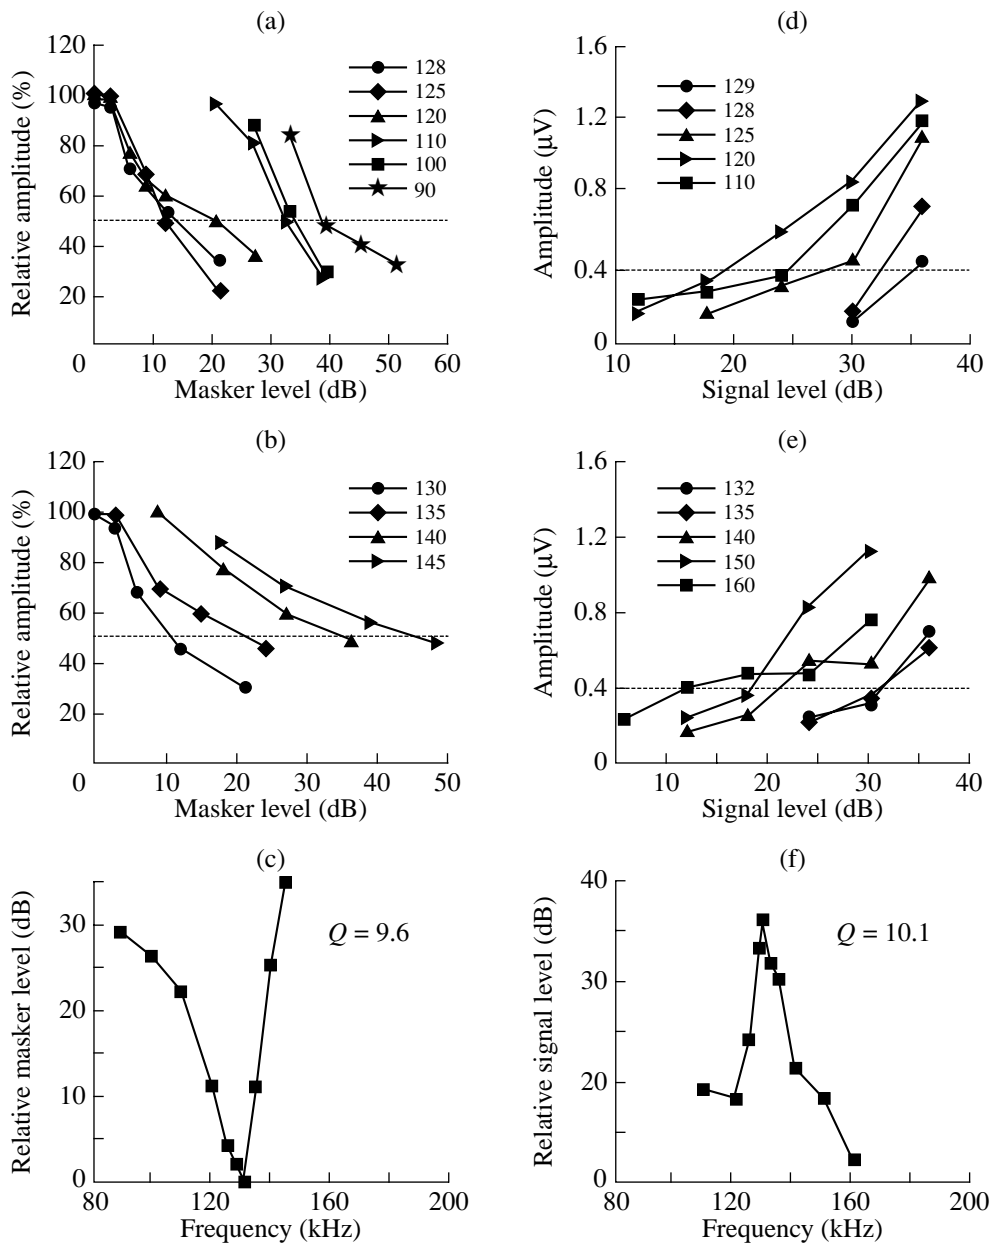 (a)
120
100
80
60
40
20
0 10 20 30 40 50 60
Relative amplitude (%)
Masker level (dB)
128
125
120
110
100
90
(d)
1.6
1.2
0.8
0.4
0
10 20 30 40
Amplitude (µV)
Signal level (dB)
129
128
125
120
110
(b)
120
100
80
60
40
20
0 10 20 30 40 50
Relative amplitude (%)
Masker level (dB)
130
135
140
145
(e)
1.6
1.2
0.8
0.4
0
10 20 30 40
Amplitude (µV)
Signal level (dB)
132
135
140
150
160
(c)
30
20
10
0
80 120 160 200
Relative masker level (dB)
Frequency (kHz)
Q = 9.6
(f)
40
30
20
10
0
80 120 160 200
Relative signal level (dB)
Frequency (kHz)
Q = 10.1